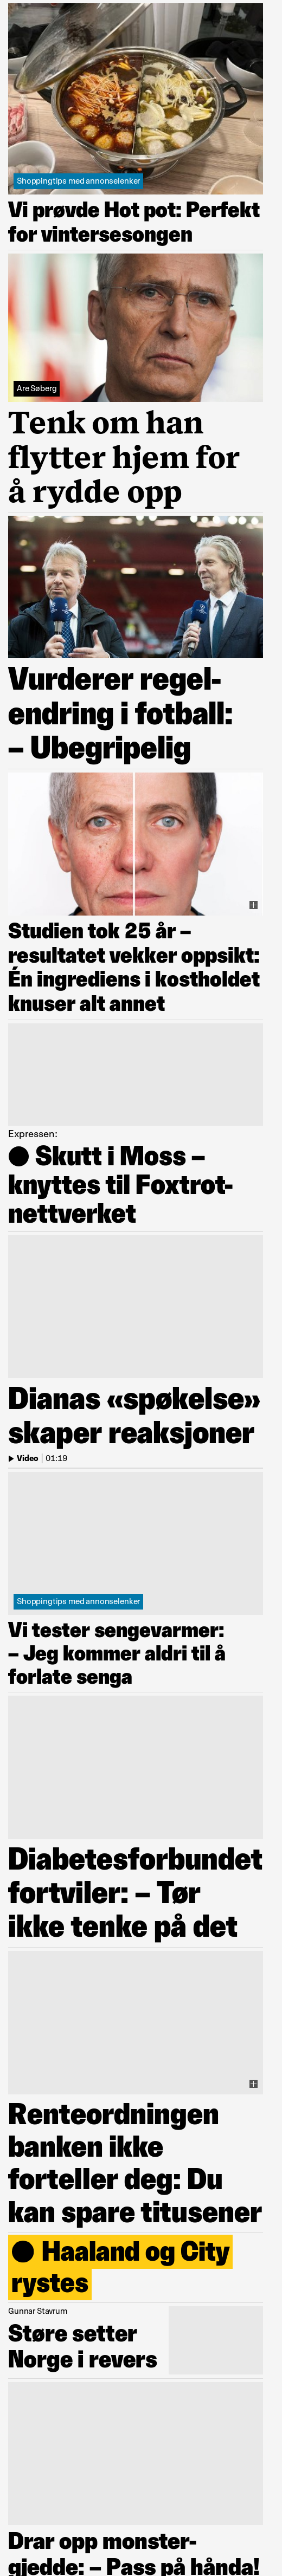 Shoppingtips med annonselenker
Vi prøvde Hot pot: Perfekt
for vintersesongen
Are Søberg
Tenk om han
flytter hjem for
å rydde opp
Vurderer regel-
endring i fotball:
– Ubegripelig
Studien tok 25 år –
resultatet vekker oppsikt:
Én ingrediens i kostholdet
knuser alt annet
Expressen:
● Skutt i Moss –
knyttes til Foxtrot-
nettverket
Dianas «spøkelse»
skaper reaksjoner
Video | 01:19
Shoppingtips med annonselenker
Vi tester sengevarmer:
– Jeg kommer aldri til å
forlate senga
Diabetesforbundet
fortviler: – Tør
ikke tenke på det
Renteordningen
banken ikke
forteller deg: Du
kan spare titusener
● Haaland og City
rystes
Gunnar Stavrum
Støre setter
Norge i revers
Drar opp monster-
gjedde: – Pass på hånda!